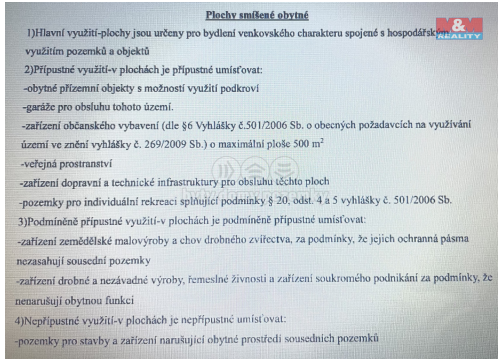 Plochy smíšené obytné
M&M
REALITY
1)Hlavní využití-plochy jsou určeny pro bydlení venkovského charakteru spojené s hospodářským
využitím pozemků a objektů
2)Přípustné využití-v plochách je přípustné umísťovat:
-obytné přízemní objekty s možností využití podkroví
-garáže pro obsluhu tohoto území.
-zařízení občanského vybavení (dle §6 Vyhlášky č.501/2006 Sb. o obecných požadavcích na využívání
území ve znění vyhlášky č. 269/2009 Sb.) o maximální ploše 500 m²
-veřejná prostranství
-zařízení dopravní a technické infrastruktury pro obsluhu těchto ploch
-pozemky pro individuální rekreaci splňující podmínky § 20, odst. 4 a 5 vyhlášky č. 501/2006 Sb.
3)Podmíněně přípustné využití-v plochách je podmíněně přípustné umísťovat:
-zařízení zemědělské malovýroby a chov drobného zvířectva, za podmínky, že jejich ochranná pásma
nezasahují sousední pozemky
-zařízení drobné a nezávadné výroby, řemeslné živnosti a zařízení soukromého podnikání za podmínky, že
nenarušují obytnou funkci
4)Nepřípustné využití-v plochách je nepřípustné umísťovat:
-pozemky pro stavby a zařízení narušující obytné prostředí sousedních pozemků